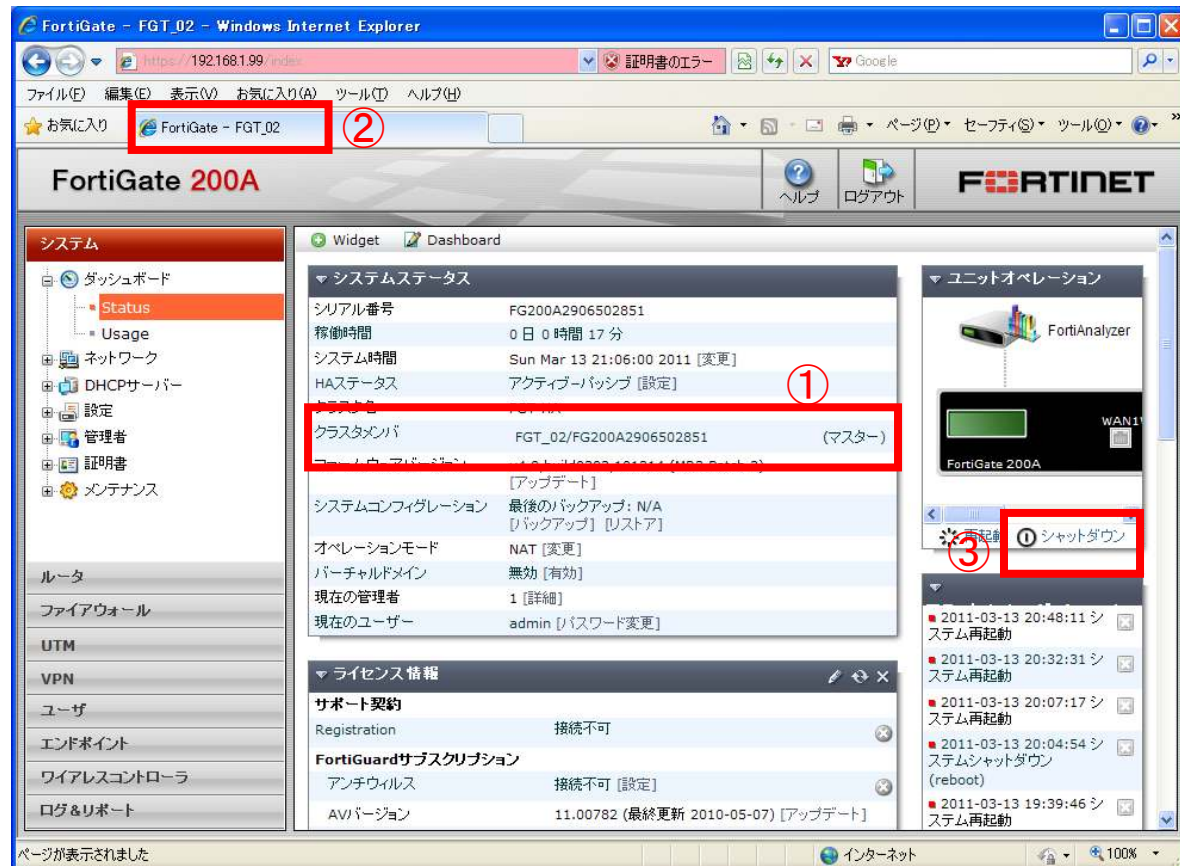 FortiGate - FGT_02 - Windows Internet Explorer
https://192.168.1.99/index
証明書のエラー
Google
ファイル(F) 編集(E) 表示(V) お気に入り(A) ツール(T) ヘルプ(H)
お気に入り
FortiGate - FGT_02
②
ページ(P) セーフティ(S) ツール(O)
FortiGate 200A
ヘルプ
ログアウト
FORTINET
システム
ダッシュボード
Status
Usage
ネットワーク
DHCPサーバー
設定
管理者
証明書
メンテナンス
ルータ
ファイアウォール
UTM
VPN
ユーザ
エンドポイント
ワイアレスコントローラ
ログ&リポート
Widget Dashboard
システムステータス
シリアル番号 FG200A2906502851
稼働時間 0 日 0 時間 17 分
システム時間 Sun Mar 13 21:06:00 2011 [変更]
HAステータス アクティブ-パッシブ [設定]
①
クラスタメンバ FGT_02/FG200A2906502851 (マスター)
[アップデート]
システムコンフィグレーション 最後のバックアップ: N/A
[バックアップ] [リストア]
オペレーションモード NAT [変更]
バーチャルドメイン 無効 [有効]
現在の管理者 1 [詳細]
現在のユーザー admin [パスワード変更]
ライセンス情報
サポート契約
Registration 接続不可
FortiGuardサブスクリプション
アンチウィルス 接続不可 [設定]
AVバージョン 11.00782 (最終更新 2010-05-07) [アップデート]
ユニットオペレーション
FortiAnalyzer
WAN1
FortiGate 200A
再起動
シャットダウン
③
2011-03-13 20:48:11 シ
ステム再起動
2011-03-13 20:32:31 シ
ステム再起動
2011-03-13 20:07:17 シ
ステム再起動
2011-03-13 20:04:54 シ
ステムシャットダウン
(reboot)
2011-03-13 19:39:46 シ
ステム再起動
ページが表示されました
インターネット
100%